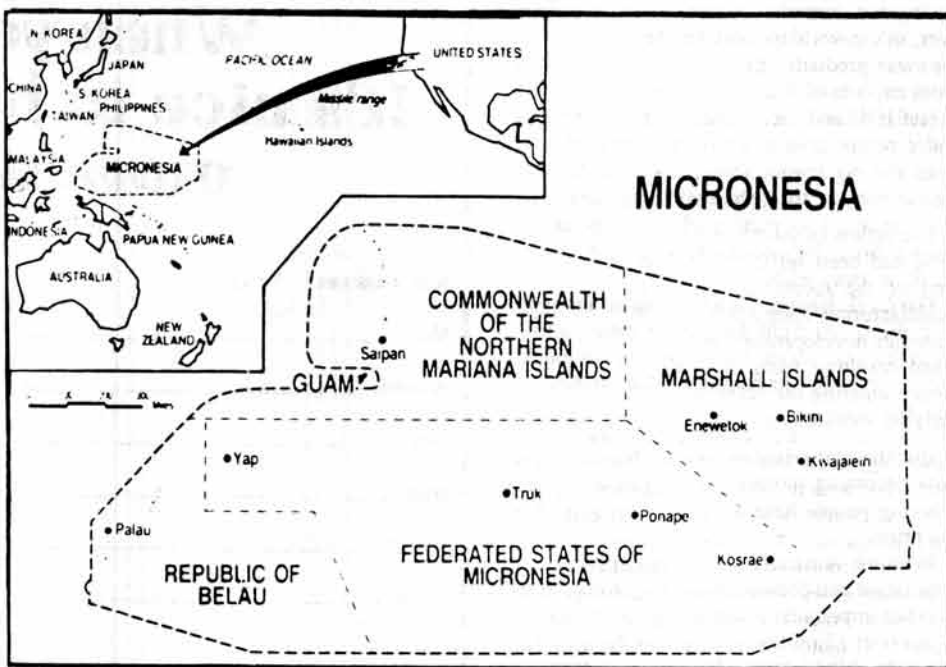 N KOREA
JAPAN
CHINA
S. KOREA
PHILIPPINES
TAIWAN
MALAYSIA
MICRONESIA
INDONESIA
PAPUA NEW GUINEA
AUSTRALIA
NEW
ZEALAND
PACIFIC OCEAN
UNITED STATES
Missile range
Hawaiian Islands
MICRONESIA
COMMONWEALTH
OF THE
NORTHERN
MARIANA ISLANDS
Saipan
GUAM
MARSHALL ISLANDS
Enewetok
Bikini
Kwajalein
Yap
Truk
Ponape
Palau
Kosrae
REPUBLIC OF
BELAU
FEDERATED STATES OF
MICRONESIA